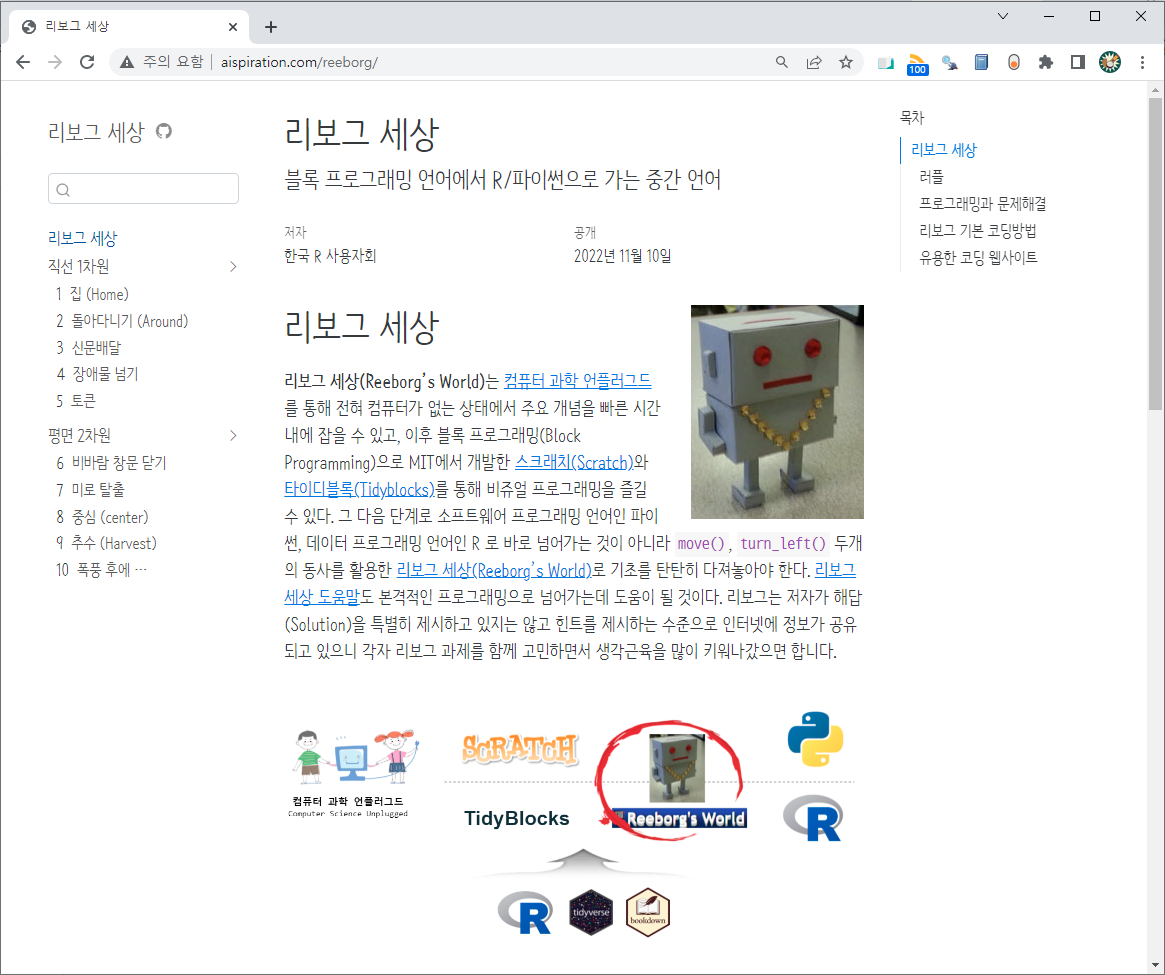 리보그 세상
주의 요함
aispiration.com/reeborg/
100
리보그 세상
리보그 세상
직선 1차원
1 집 (Home)
2 돌아다니기 (Around)
3 신문배달
4 장애물 넘기
5 토큰
평면 2차원
6 비바람 창문 닫기
7 미로 탈출
8 중심 (center)
9 추수 (Harvest)
10 폭풍 후에 …
리보그 세상
블록 프로그래밍 언어에서 R/파이썬으로 가는 중간 언어
저자
한국 R 사용자회
공개
2022년 11월 10일
리보그 세상
리보그 세상(Reeborg's World)는 컴퓨터 과학 언플러그드
를 통해 전혀 컴퓨터가 없는 상태에서 주요 개념을 빠른 시간
내에 잡을 수 있고, 이후 블록 프로그래밍(Block
Programming)으로 MIT에서 개발한 스크래치(Scratch)와
타이디블록(Tidyblocks)를 통해 비쥬얼 프로그래밍을 즐길
수 있다. 그 다음 단계로 소프트웨어 프로그래밍 언어인 파이
썬, 데이터 프로그래밍 언어인 R 로 바로 넘어가는 것이 아니라 move(), turn_left() 두개
의 동사를 활용한 리보그 세상(Reeborg's World)로 기초를 탄탄히 다져놓아야 한다. 리보그
세상 도움말도 본격적인 프로그래밍으로 넘어가는데 도움이 될 것이다. 리보그는 저자가 해답
(Solution)을 특별히 제시하고 있지는 않고 힌트를 제시하는 수준으로 인터넷에 정보가 공유
되고 있으니 각자 리보그 과제를 함께 고민하면서 생각근육을 많이 키워나갔으면 합니다.
컴퓨터 과학 언플러그드
Computer Science Unplugged
SCRATCH
TidyBlocks
Reeborg's World
R
R
tidyverse
bookdown
목차
리보그 세상
러플
프로그래밍과 문제해결
리보그 기본 코딩방법
유용한 코딩 웹사이트